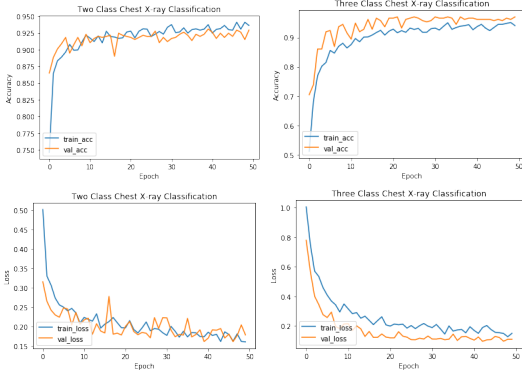 Two Class Chest X-ray Classification
0.950
0.925
0.900
0.875
0.850
0.825
0.800
0.775
0.750
Accuracy
train_acc
val_acc
0 10 20 30 40 50
Epoch
Three Class Chest X-ray Classification
0.9
0.8
0.7
0.6
0.5
Accuracy
train_acc
val_acc
0 10 20 30 40 50
Epoch
Two Class Chest X-ray Classification
0.50
0.45
0.40
0.35
0.30
0.25
0.20
0.15
Loss
train_loss
val_loss
0 10 20 30 40 50
Epoch
Three Class Chest X-ray Classification
1.0
0.8
0.6
0.4
0.2
Loss
train_loss
val_loss
0 10 20 30 40 50
Epoch